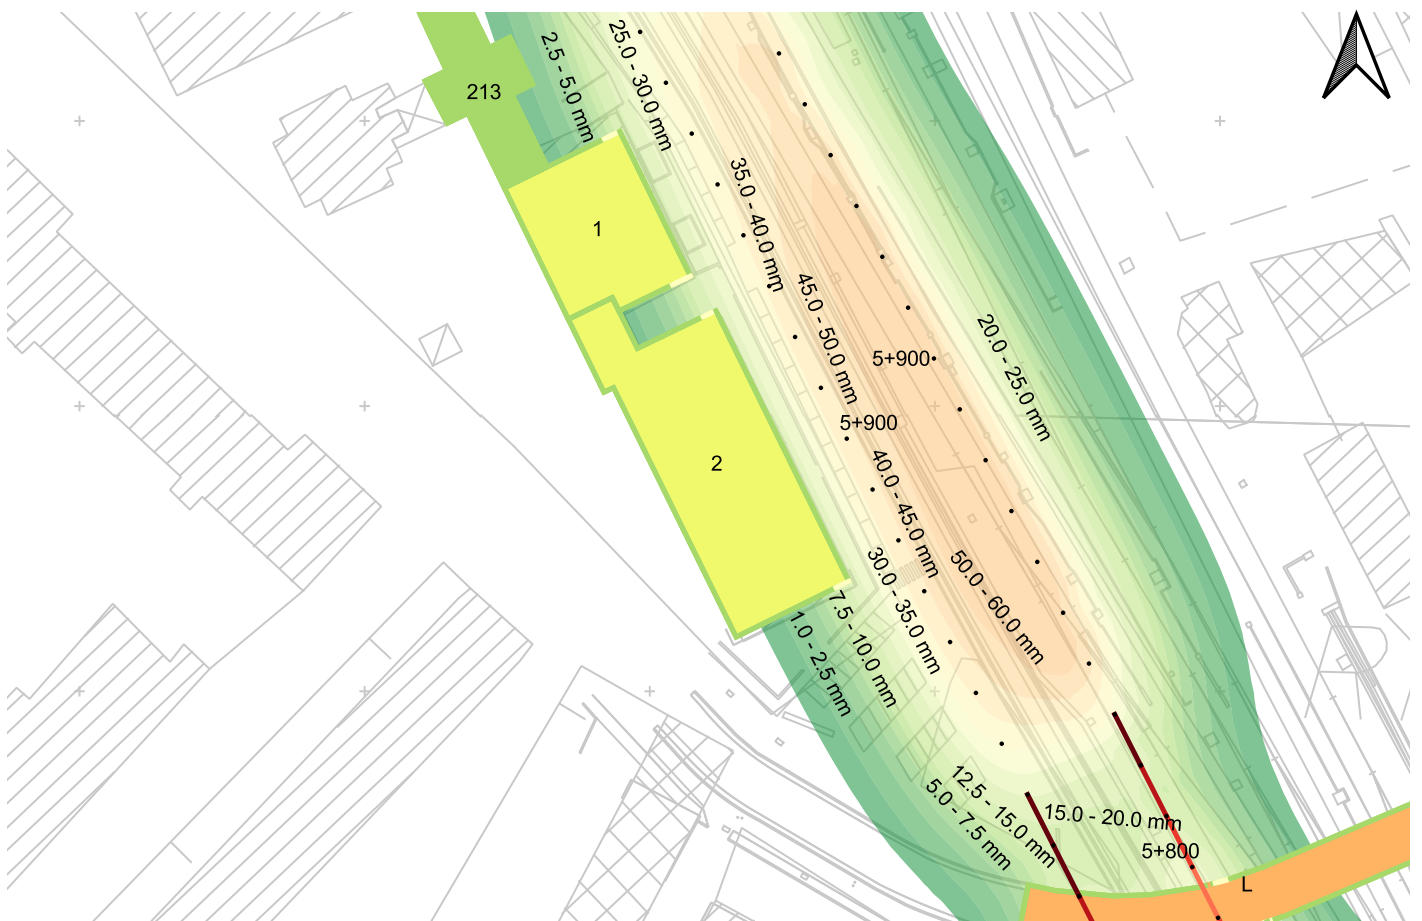 25.0 - 30.0 mm
2.5 - 5.0 mm
213
35.0 - 40.0 mm
1
45.0 - 50.0 mm
20.0 - 25.0 mm
5+900
5+900
2
40.0 - 45.0 mm
30.0 - 35.0 mm
50.0 - 60.0 mm
7.5 - 10.0 mm
1.0 - 2.5 mm
12.5 - 15.0 mm
5.0 - 7.5 mm
15.0 - 20.0 mm
5+800
L